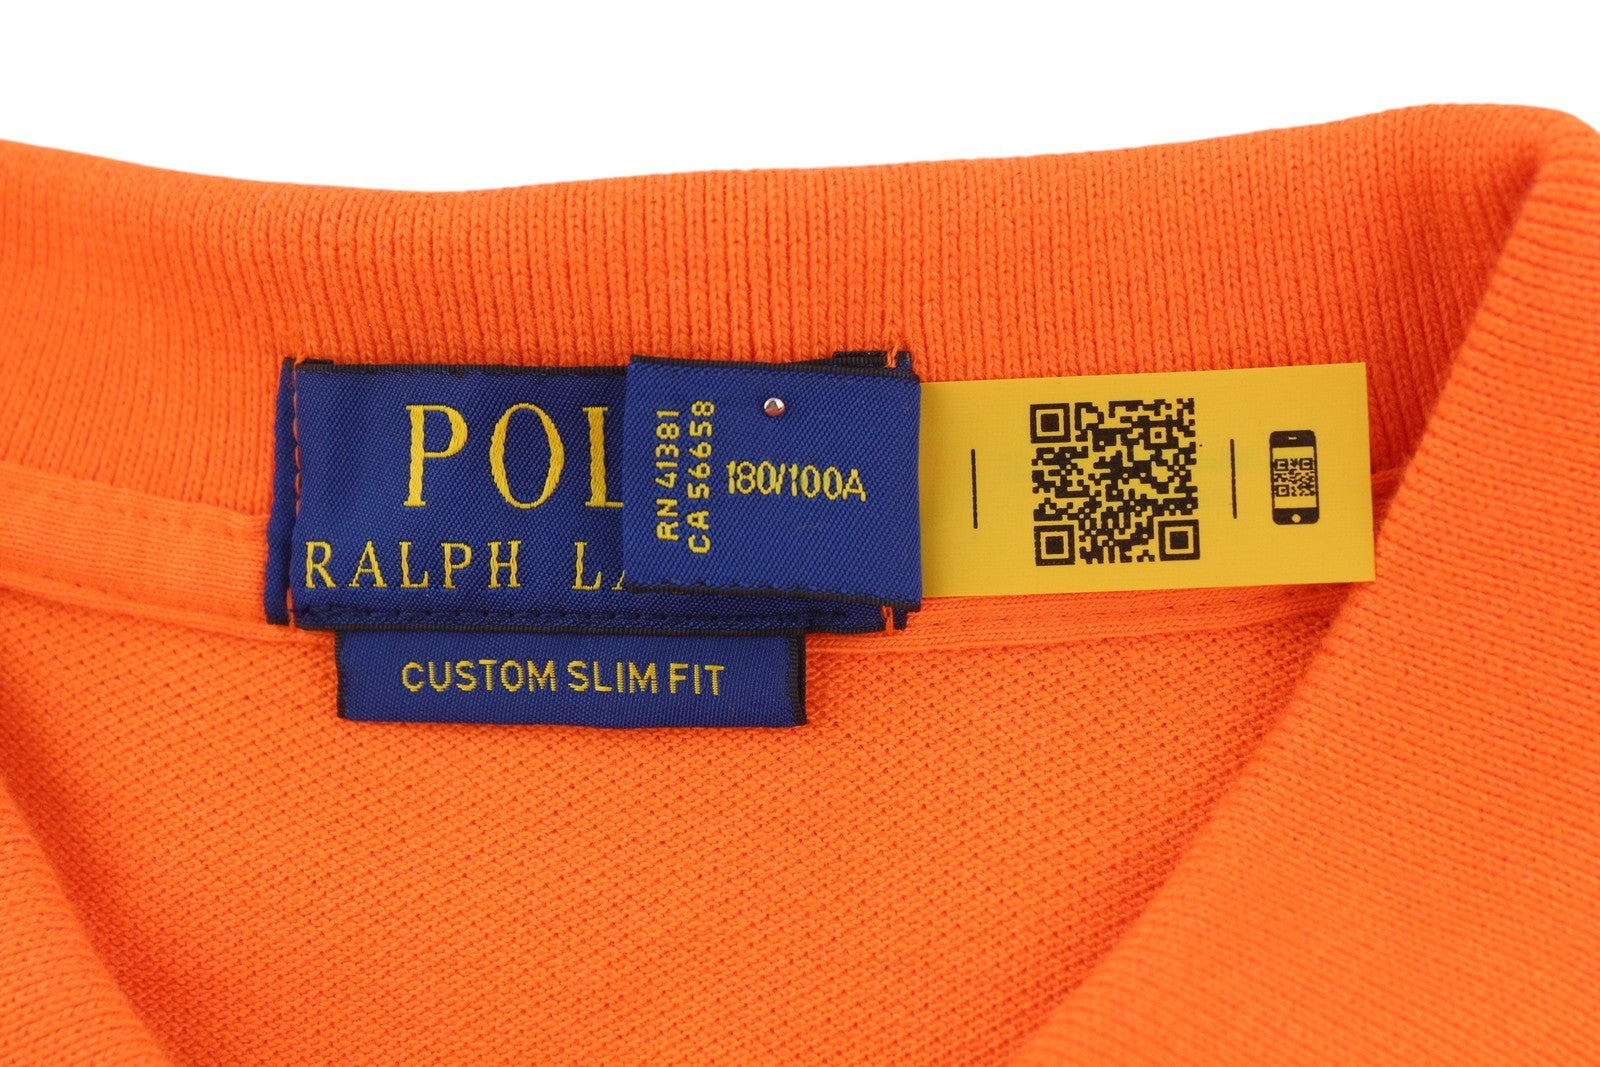 POL
RALPH LA
RN 41381
CA 56658
180/100A
CUSTOM SLIM FIT